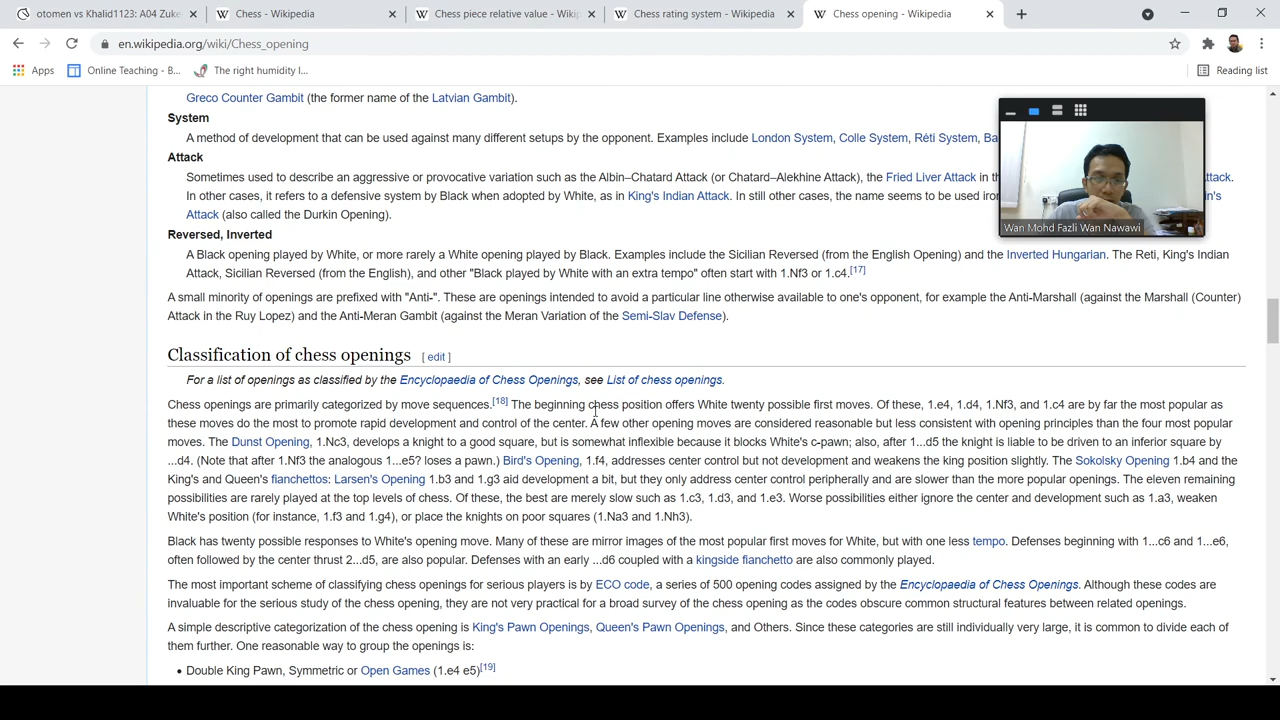 otomen vs Khalid1123: A04 Zuke
Chess - Wikipedia
Chess piece relative value - Wiki
Chess rating system - Wikipedia
Chess opening - Wikipedia
en.wikipedia.org/wiki/Chess_opening
Apps
Online Teaching - B...
The right humidity I...
Reading list
Greco Counter Gambit (the former name of the Latvian Gambit).
System
A method of development that can be used against many different setups by the opponent. Examples include London System, Colle System, Réti System, Ba
Attack
Sometimes used to describe an aggressive or provocative variation such as the Albin–Chatard Attack (or Chatard–Alekhine Attack), the Fried Liver Attack in th
ttack.
In other cases, it refers to a defensive system by Black when adopted by White, as in King's Indian Attack. In still other cases, the name seems to be used iron
n's
Attack (also called the Durkin Opening).
Wan Mohd Fazli Wan Nawawi
Reversed, Inverted
A Black opening played by White, or more rarely a White opening played by Black. Examples include the Sicilian Reversed (from the English Opening) and the Inverted Hungarian. The Reti, King's Indian
Attack, Sicilian Reversed (from the English), and other "Black played by White with an extra tempo" often start with 1.Nf3 or 1.c4.[17]
A small minority of openings are prefixed with "Anti-". These are openings intended to avoid a particular line otherwise available to one's opponent, for example the Anti-Marshall (against the Marshall (Counter)
Attack in the Ruy Lopez) and the Anti-Meran Gambit (against the Meran Variation of the Semi-Slav Defense).
Classification of chess openings [ edit ]
For a list of openings as classified by the Encyclopaedia of Chess Openings, see List of chess openings.
Chess openings are primarily categorized by move sequences.[18] The beginning chess position offers White twenty possible first moves. Of these, 1.e4, 1.d4, 1.Nf3, and 1.c4 are by far the most popular as
these moves do the most to promote rapid development and control of the center. A few other opening moves are considered reasonable but less consistent with opening principles than the four most popular
moves. The Dunst Opening, 1.Nc3, develops a knight to a good square, but is somewhat inflexible because it blocks White's c-pawn; also, after 1...d5 the knight is liable to be driven to an inferior square by
...d4. (Note that after 1.Nf3 the analogous 1...e5? loses a pawn.) Bird's Opening, 1.f4, addresses center control but not development and weakens the king position slightly. The Sokolsky Opening 1.b4 and the
King's and Queen's fianchettos: Larsen's Opening 1.b3 and 1.g3 aid development a bit, but they only address center control peripherally and are slower than the more popular openings. The eleven remaining
possibilities are rarely played at the top levels of chess. Of these, the best are merely slow such as 1.c3, 1.d3, and 1.e3. Worse possibilities either ignore the center and development such as 1.a3, weaken
White's position (for instance, 1.f3 and 1.g4), or place the knights on poor squares (1.Na3 and 1.Nh3).
Black has twenty possible responses to White's opening move. Many of these are mirror images of the most popular first moves for White, but with one less tempo. Defenses beginning with 1...c6 and 1...e6,
often followed by the center thrust 2...d5, are also popular. Defenses with an early ...d6 coupled with a kingside fianchetto are also commonly played.
The most important scheme of classifying chess openings for serious players is by ECO code, a series of 500 opening codes assigned by the Encyclopaedia of Chess Openings. Although these codes are
invaluable for the serious study of the chess opening, they are not very practical for a broad survey of the chess opening as the codes obscure common structural features between related openings.
A simple descriptive categorization of the chess opening is King's Pawn Openings, Queen's Pawn Openings, and Others. Since these categories are still individually very large, it is common to divide each of
them further. One reasonable way to group the openings is:
• Double King Pawn, Symmetric or Open Games (1.e4 e5)[19]